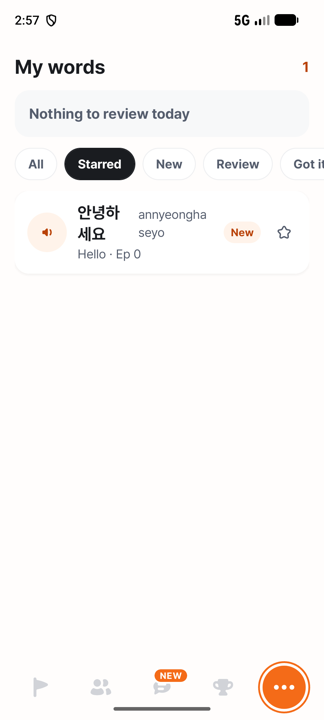 2:57
5G
My words
1
Nothing to review today
All
Starred
New
Review
Got it
안녕하
세요
annyeongha
seyo
Hello · Ep 0
New
NEW